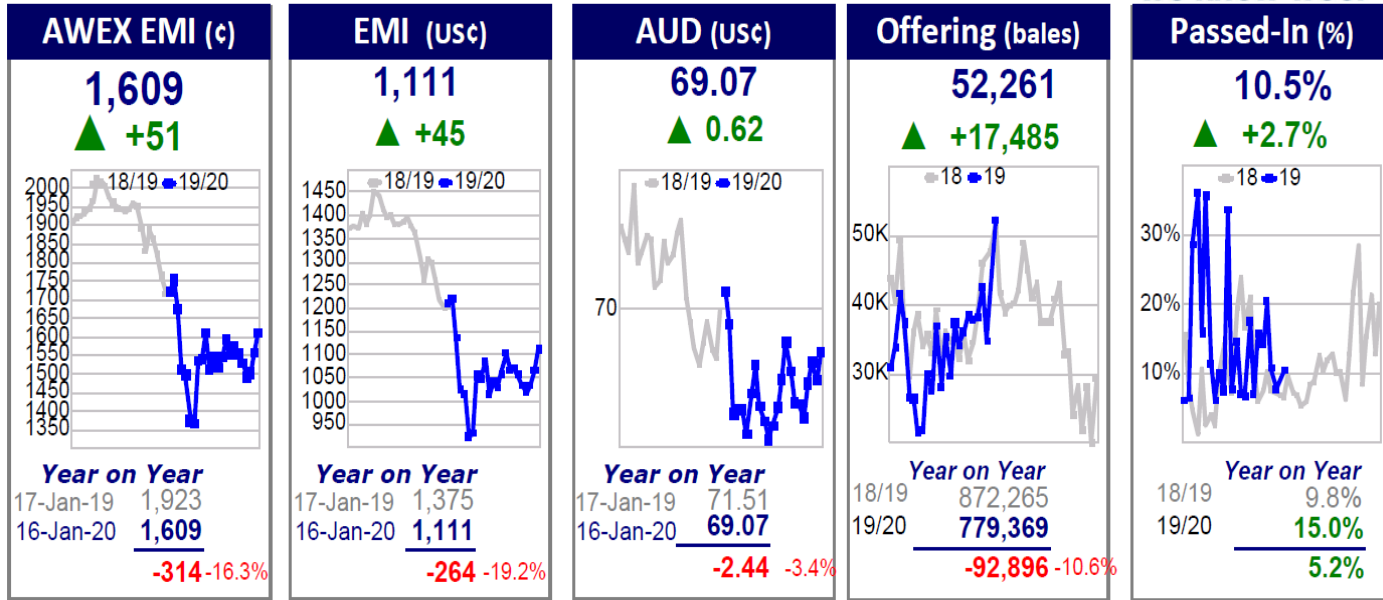 AWEX EMI (¢)
1,609
▲ +51
18/19 19/20
2000
1950
1900
1850
1800
1750
1700
1650
1600
1550
1500
1450
1400
1350
Year on Year
17-Jan-19 1,923
16-Jan-20 1,609
-314 -16.3%
EMI (US¢)
1,111
▲ +45
18/19 19/20
1450
1400
1350
1300
1250
1200
1150
1100
1050
1000
950
Year on Year
17-Jan-19 1,375
16-Jan-20 1,111
-264 -19.2%
AUD (US¢)
69.07
▲ 0.62
18/19 19/20
70
Year on Year
17-Jan-19 71.51
16-Jan-20 69.07
-2.44 -3.4%
Offering (bales)
52,261
▲ +17,485
18 19
50K
40K
30K
Year on Year
18/19 872,265
19/20 779,369
-92,896 -10.6%
Passed-In (%)
10.5%
▲ +2.7%
18 19
30%
20%
10%
Year on Year
18/19 9.8%
19/20 15.0%
5.2%